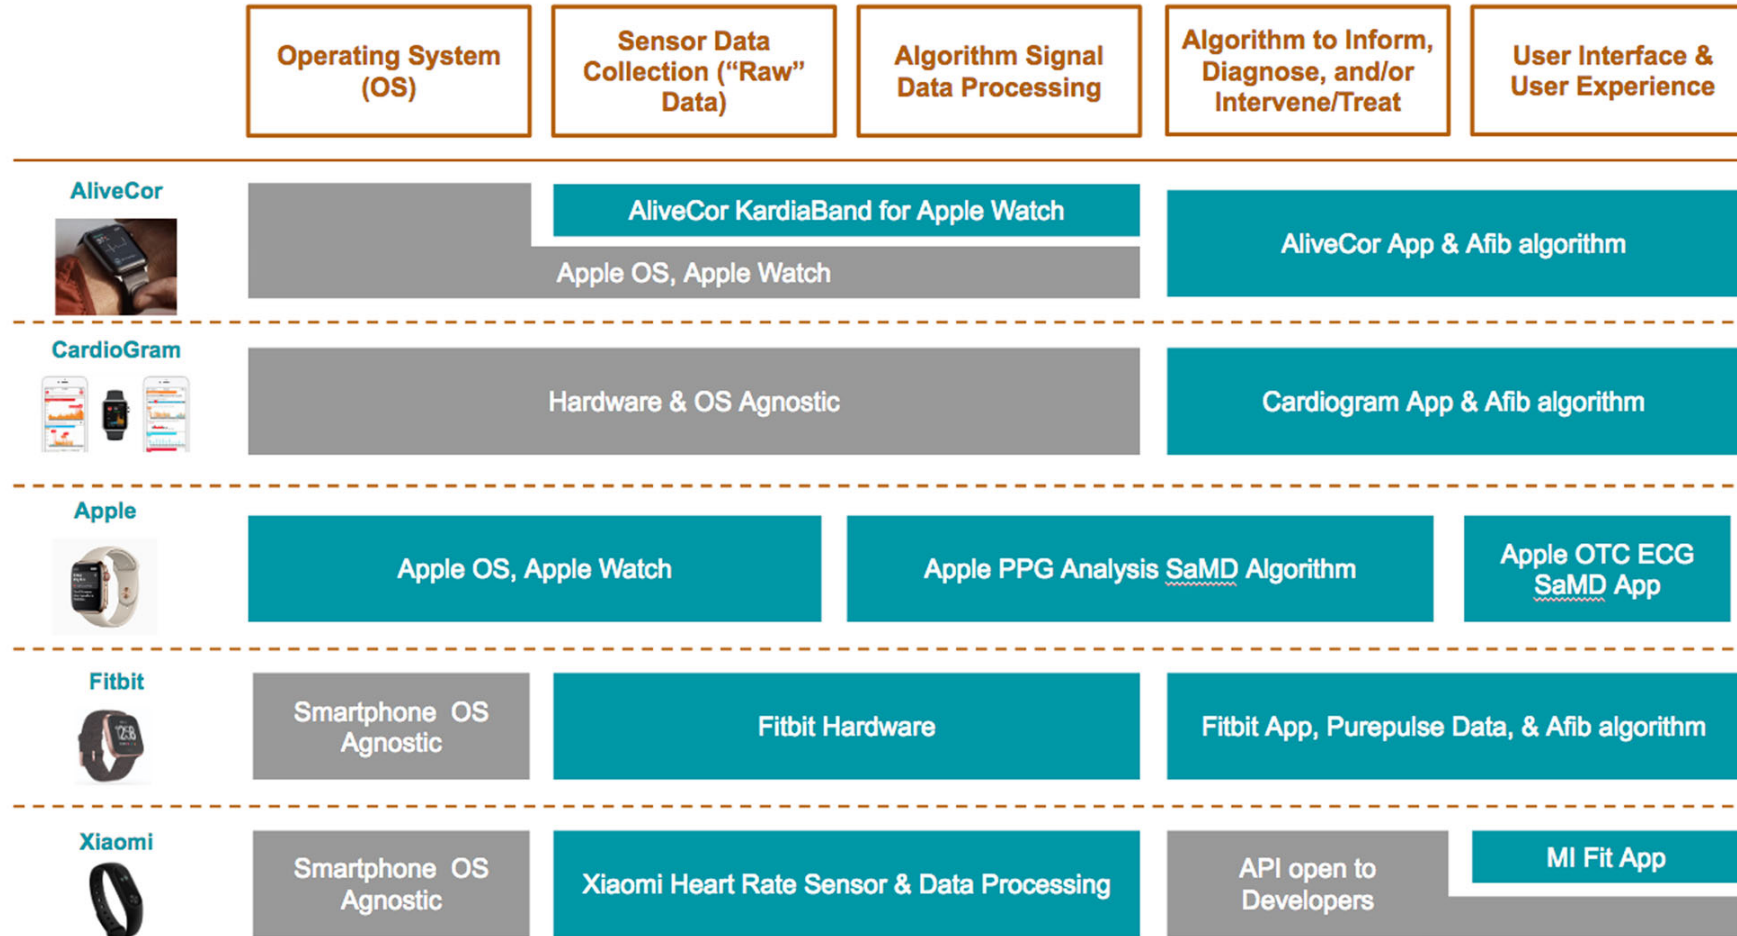 Operating System
(OS)
Sensor Data
Collection (“Raw”
Data)
Algorithm Signal
Data Processing
Algorithm to Inform,
Diagnose, and/or
Intervene/Treat
User Interface &
User Experience
AliveCor
AliveCor KardiaBand for Apple Watch
Apple OS, Apple Watch
AliveCor App & Afib algorithm
CardioGram
Hardware & OS Agnostic
Cardiogram App & Afib algorithm
Apple
Apple OS, Apple Watch
Apple PPG Analysis SaMD Algorithm
Apple OTC ECG
SaMD App
Fitbit
Smartphone OS
Agnostic
Fitbit Hardware
Fitbit App, Purepulse Data, & Afib algorithm
Xiaomi
Smartphone OS
Agnostic
Xiaomi Heart Rate Sensor & Data Processing
API open to
Developers
MI Fit App